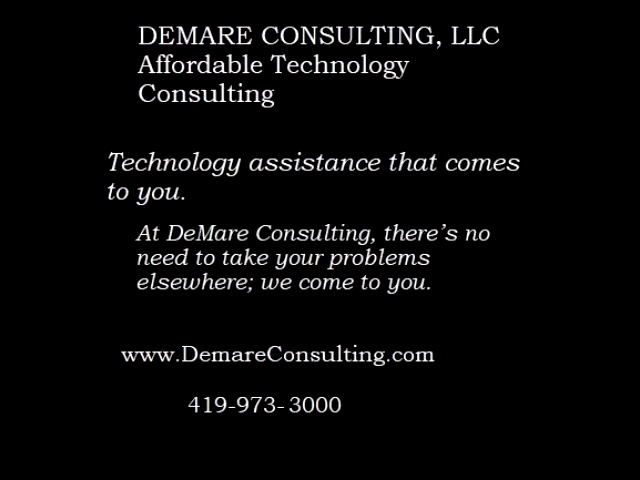 DEMARE CONSULTING, LLC
Affordable Technology
Consulting
Technology assistance that comes
to you.
At DeMare Consulting, there's no
need to take your problems
elsewhere; we come to you.
www.DemareConsulting.com
419-973-3000